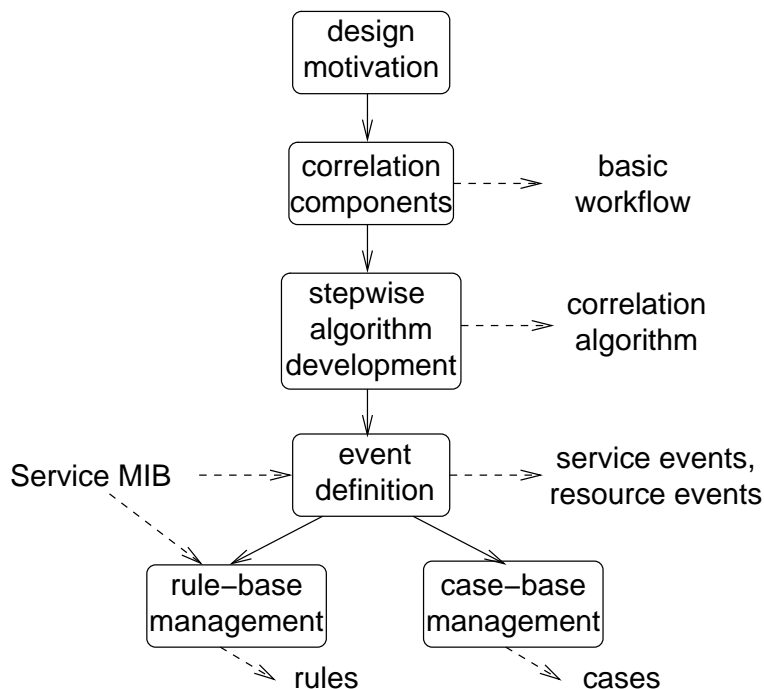 design
motivation
correlation
components
basic
workflow
stepwise
algorithm
development
correlation
algorithm
Service MIB
event
definition
service events,
resource events
rule−base
management
case−base
management
rules
cases